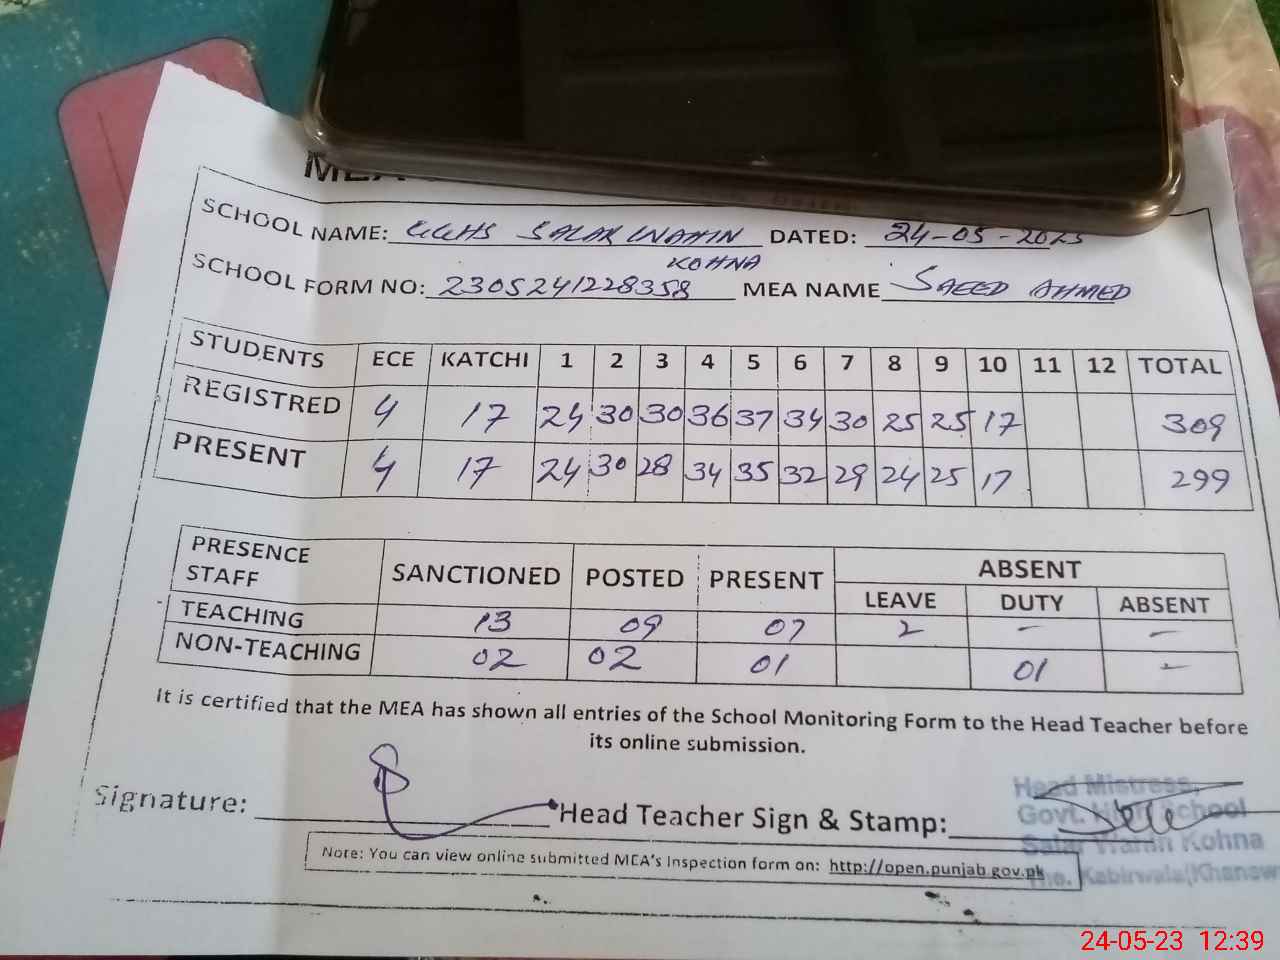 MEA
SCHOOL NAME: GGHS SALAR WAHIN DATED: 24-05-2023
KOHNA
SCHOOL FORM NO: 2305241228358 MEA NAME SAEED AHMED
STUDENTS ECE KATCHI 1 2 3 4 5 6 7 8 9 10 11 12 TOTAL
REGISTRED 4 17 24 30 30 36 37 34 30 25 25 17 309
PRESENT 4 17 24 30 28 34 35 32 29 24 25 17 299
PRESENCE STAFF SANCTIONED POSTED PRESENT ABSENT
LEAVE DUTY ABSENT
TEACHING 13 09 07 2 - -
NON-TEACHING 02 02 01 01 -
It is certified that the MEA has shown all entries of the School Monitoring Form to the Head Teacher before
its online submission.
Signature: Head Teacher Sign & Stamp:
Head Mistress,
Govt. High School
Salar Wahin Kohna
The. Kabirwala(Khanew
Note: You can view online submitted MEA's Inspection form on: http://open.punjab.gov.pk
24-05-23 12:39